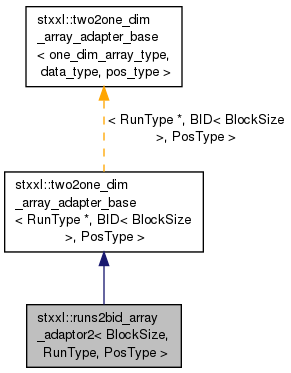 stxxl::two2one_dim
_array_adapter_base
< one_dim_array_type,
data_type, pos_type >
< RunType *, BID< BlockSize
>, PosType >
stxxl::two2one_dim
_array_adapter_base
< RunType *, BID< BlockSize
>, PosType >
stxxl::runs2bid_array
_adaptor2< BlockSize,
RunType, PosType >